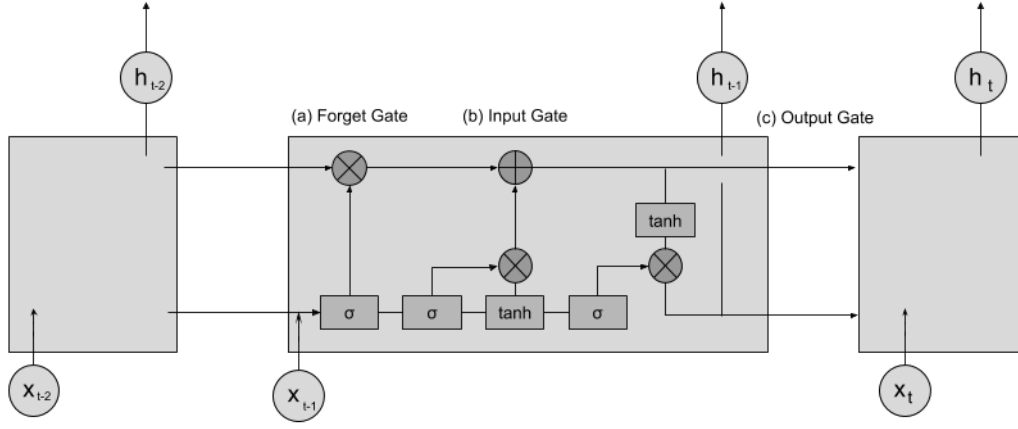 h t-2
h t-1
h t
(a) Forget Gate
(b) Input Gate
(c) Output Gate
tanh
σ
σ
tanh
σ
x t-2
x t-1
x t